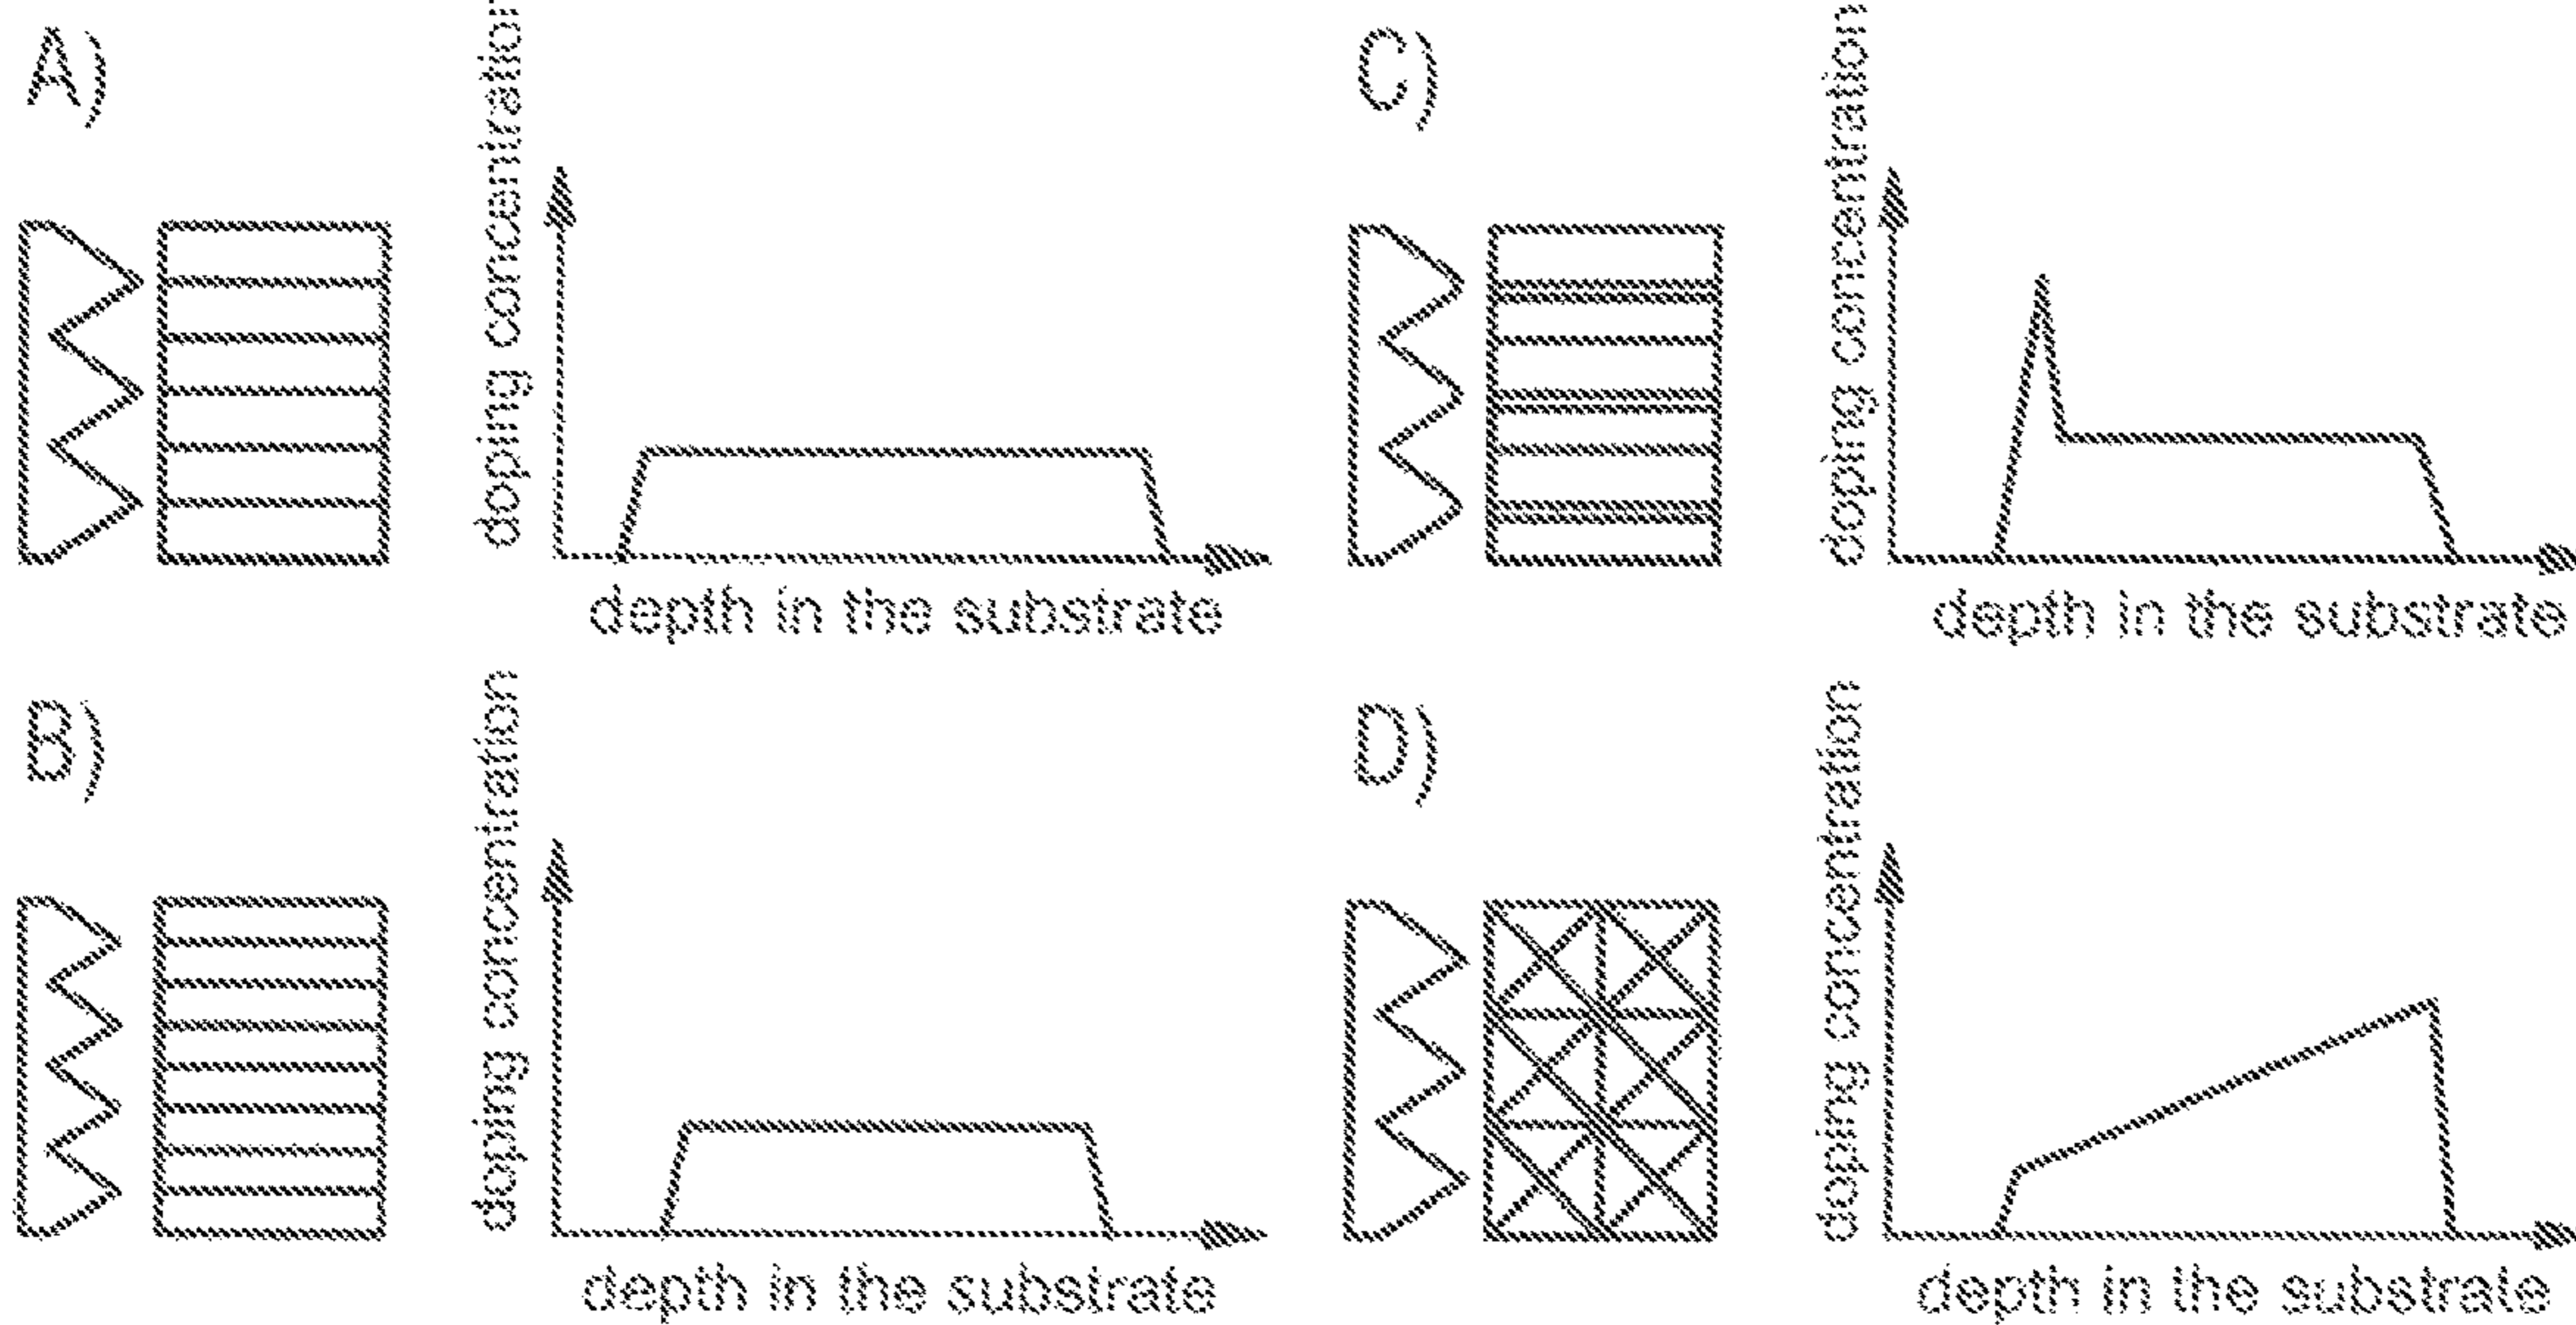 A)
doping concentration
depth in the substrate
C)
doping concentration
depth in the substrate
B)
doping concentration
depth in the substrate
D)
doping concentration
depth in the substrate